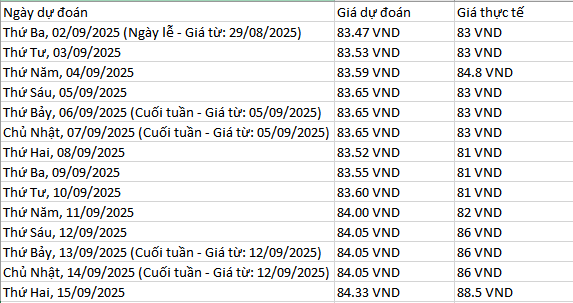 Ngày dự đoán Giá dự đoán Giá thực tế
Thứ Ba, 02/09/2025 (Ngày lễ - Giá từ: 29/08/2025) 83.47 VND 83 VND
Thứ Tư, 03/09/2025 83.53 VND 83 VND
Thứ Năm, 04/09/2025 83.59 VND 84.8 VND
Thứ Sáu, 05/09/2025 83.65 VND 83 VND
Thứ Bảy, 06/09/2025 (Cuối tuần - Giá từ: 05/09/2025) 83.65 VND 83 VND
Chủ Nhật, 07/09/2025 (Cuối tuần - Giá từ: 05/09/2025) 83.65 VND 83 VND
Thứ Hai, 08/09/2025 83.52 VND 81 VND
Thứ Ba, 09/09/2025 83.55 VND 81 VND
Thứ Tư, 10/09/2025 83.60 VND 81 VND
Thứ Năm, 11/09/2025 84.00 VND 82 VND
Thứ Sáu, 12/09/2025 84.05 VND 86 VND
Thứ Bảy, 13/09/2025 (Cuối tuần - Giá từ: 12/09/2025) 84.05 VND 86 VND
Chủ Nhật, 14/09/2025 (Cuối tuần - Giá từ: 12/09/2025) 84.05 VND 86 VND
Thứ Hai, 15/09/2025 84.33 VND 88.5 VND